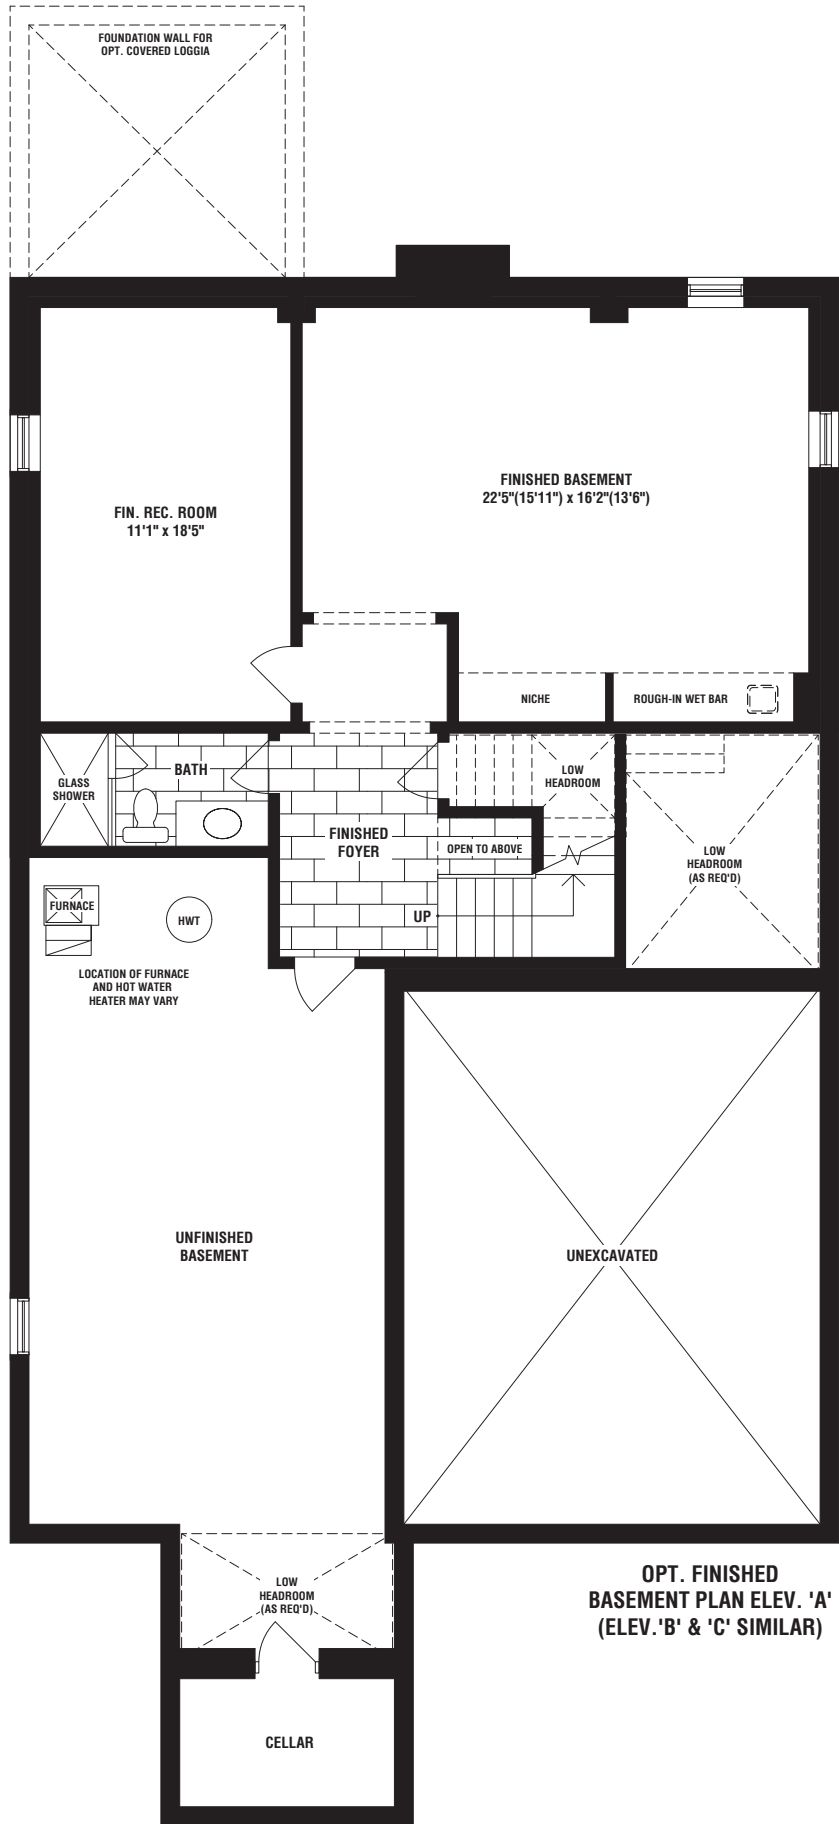 FOUNDATION WALL FOR
OPT. COVERED LOGGIA
FINISHED BASEMENT
22'5"(15'11") x 16'2"(13'6")
FIN. REC. ROOM
11'1" x 18'5"
NICHE
ROUGH-IN WET BAR
BATH
GLASS
SHOWER
LOW
HEADROOM
FINISHED
FOYER
OPEN TO ABOVE
LOW
HEADROOM
(AS REQ'D)
FURNACE
HWT
UP
LOCATION OF FURNACE
AND HOT WATER
HEATER MAY VARY
UNFINISHED
BASEMENT
UNEXCAVATED
LOW
HEADROOM
(AS REQ'D)
OPT. FINISHED
BASEMENT PLAN ELEV. 'A'
(ELEV.'B' & 'C' SIMILAR)
CELLAR